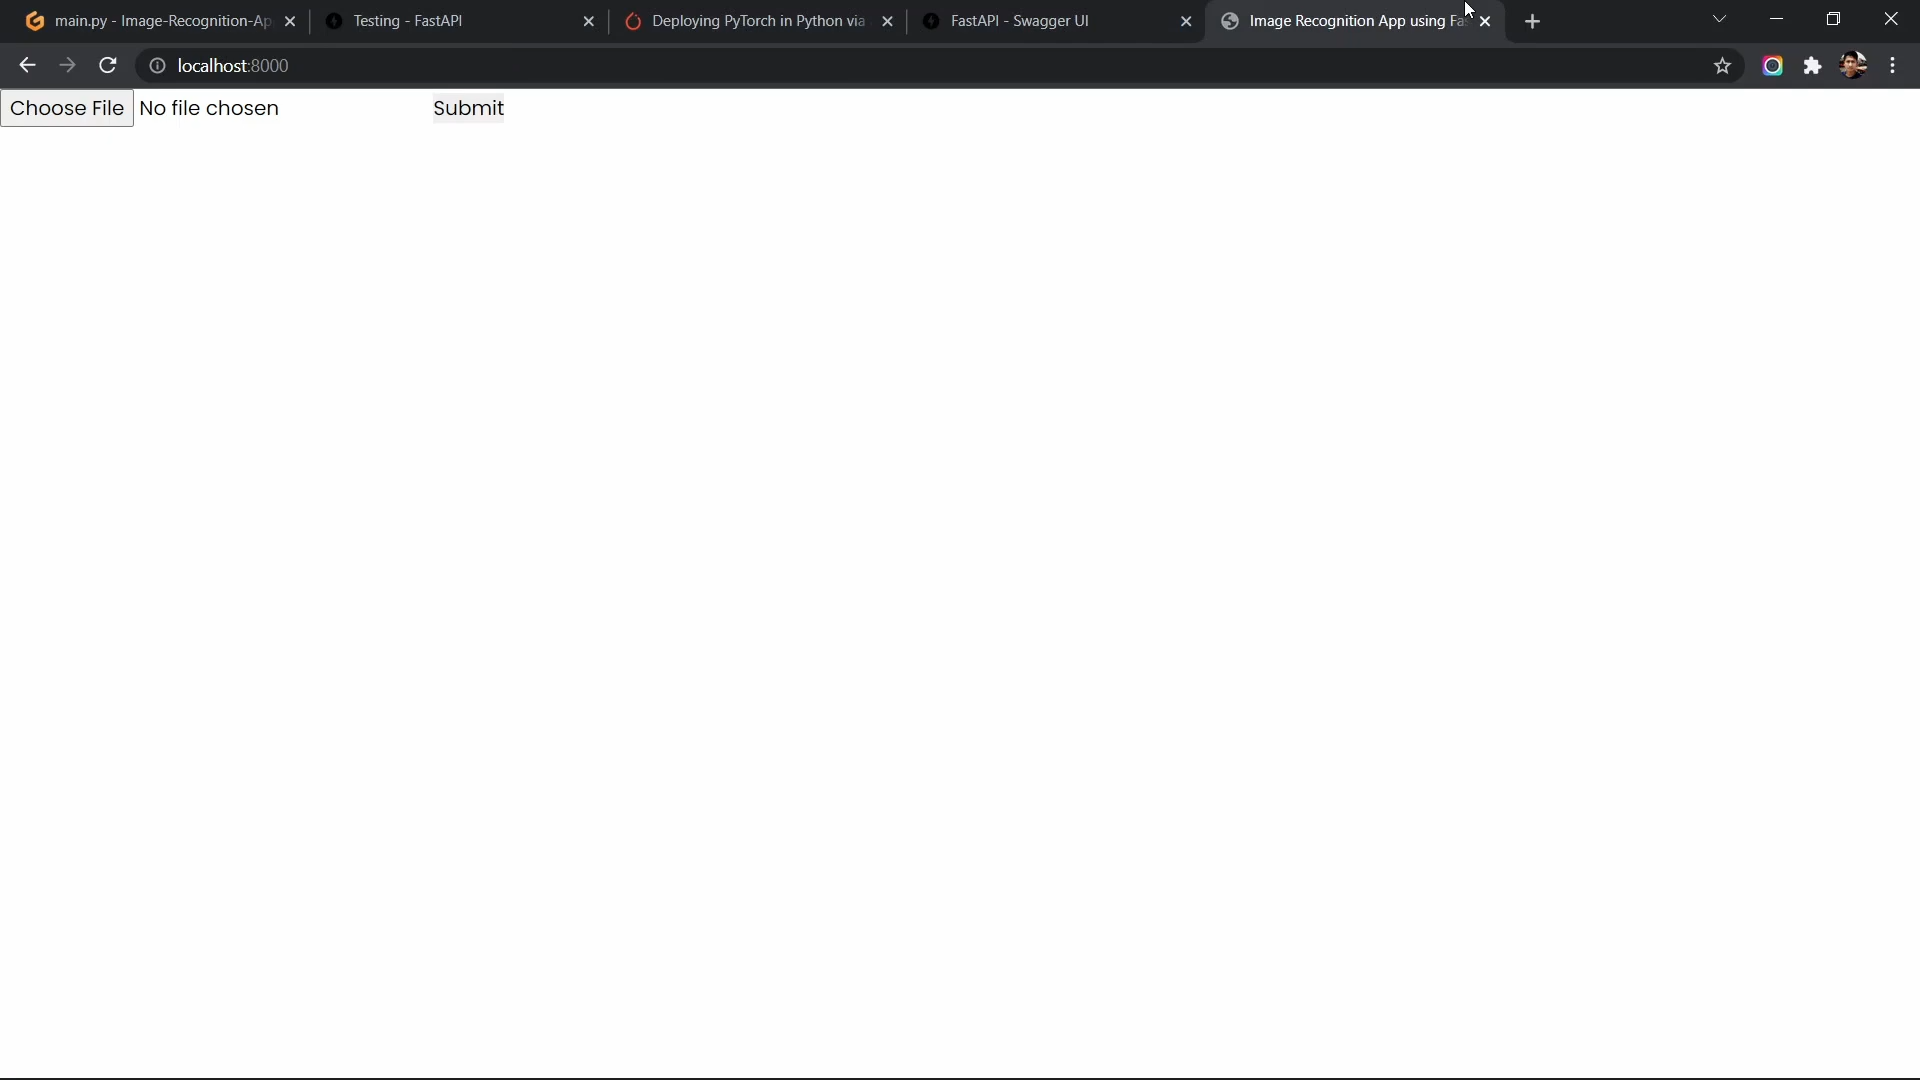 main.py - Image-Recognition-Ap
Testing - FastAPI
Deploying PyTorch in Python via
FastAPI - Swagger UI
Image Recognition App using Fa
localhost:8000
Choose File No file chosen Submit